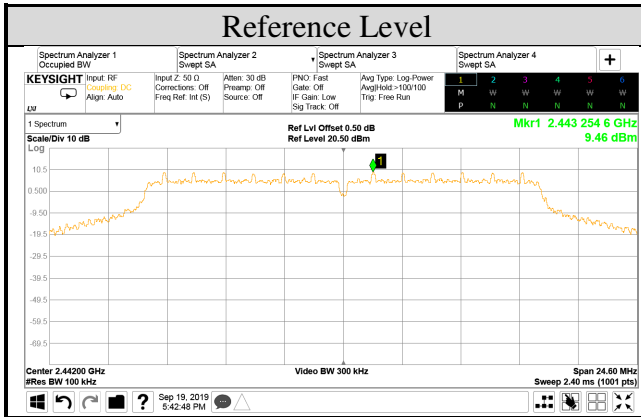 Reference Level
Spectrum Analyzer 1
Occupied BW
Spectrum Analyzer 2
Swept SA
Spectrum Analyzer 3
Swept SA
Spectrum Analyzer 4
Swept SA
+
KEYSIGHT
Input: RF
Coupling: DC
Align: Auto
Input Z: 50 Ω
Corrections: Off
Freq Ref: Int (S)
Atten: 30 dB
Preamp: Off
Source: Off
PNO: Fast
Gate: Off
IF Gain: Low
Sig Track: Off
Avg Type: Log-Power
Avg|Hold:>100/100
Trig: Free Run
1 2 3 4 5 6
M W W W W W
P N N N N N
LXI
1 Spectrum
Scale/Div 10 dB
Log
Ref Lvl Offset 0.50 dB
Ref Level 20.50 dBm
Mkr1 2.443 254 6 GHz
9.46 dBm
1
10.5
0.500
-9.50
-19.5
-29.5
-39.5
-49.5
-59.5
-69.5
Center 2.44200 GHz
#Res BW 100 kHz
Video BW 300 kHz
Span 24.60 MHz
Sweep 2.40 ms (1001 pts)
?
Sep 19, 2019
5:42:48 PM